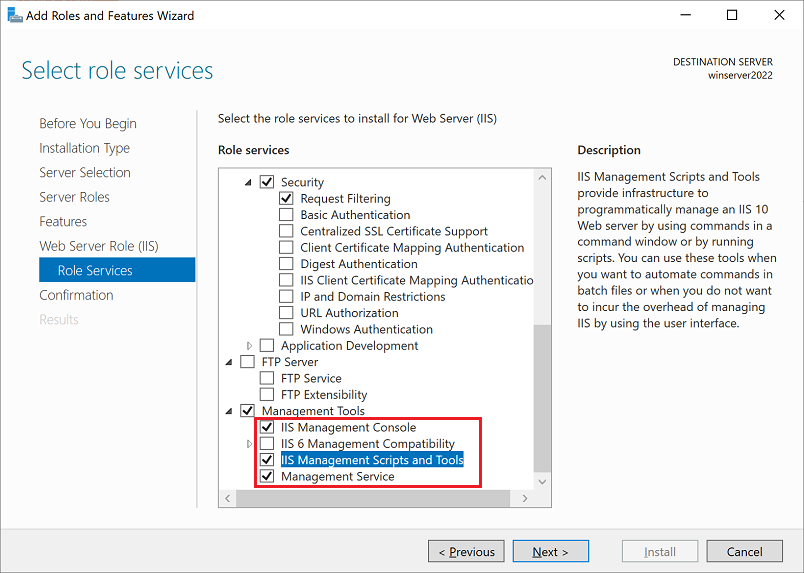 Add Roles and Features Wizard
Select role services
DESTINATION SERVER
winserver2022
Before You Begin
Installation Type
Server Selection
Server Roles
Features
Web Server Role (IIS)
Role Services
Confirmation
Results
Select the role services to install for Web Server (IIS)
Role services
Security
Request Filtering
Basic Authentication
Centralized SSL Certificate Support
Client Certificate Mapping Authentication
Digest Authentication
IIS Client Certificate Mapping Authenticatio
IP and Domain Restrictions
URL Authorization
Windows Authentication
Application Development
FTP Server
FTP Service
FTP Extensibility
Management Tools
IIS Management Console
IIS 6 Management Compatibility
IIS Management Scripts and Tools
Management Service
Description
IIS Management Scripts and Tools
provide infrastructure to
programmatically manage an IIS 10
Web server by using commands in a
command window or by running
scripts. You can use these tools when
you want to automate commands in
batch files or when you do not want
to incur the overhead of managing
IIS by using the user interface.
< Previous
Next >
Install
Cancel